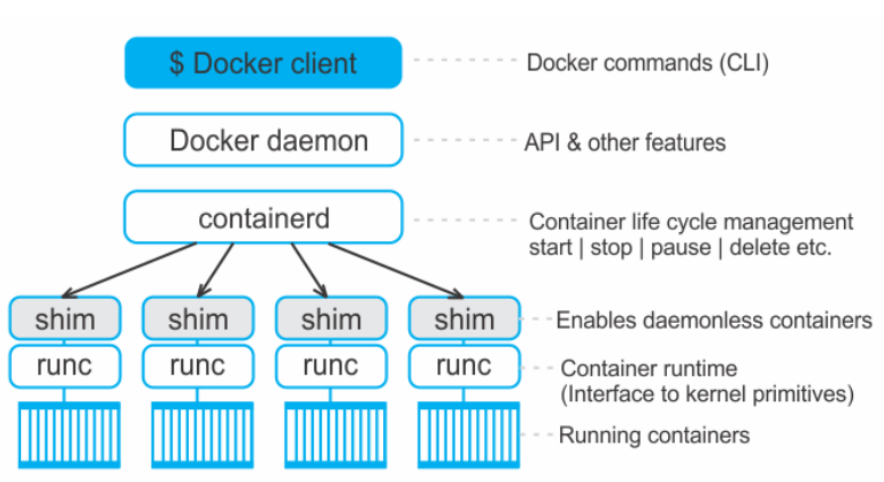 $ Docker client
Docker commands (CLI)
Docker daemon
API & other features
containerd
Container life cycle management
start | stop | pause | delete etc.
shim shim shim shim
Enables daemonless containers
runc runc runc runc
Container runtime
(Interface to kernel primitives)
Running containers